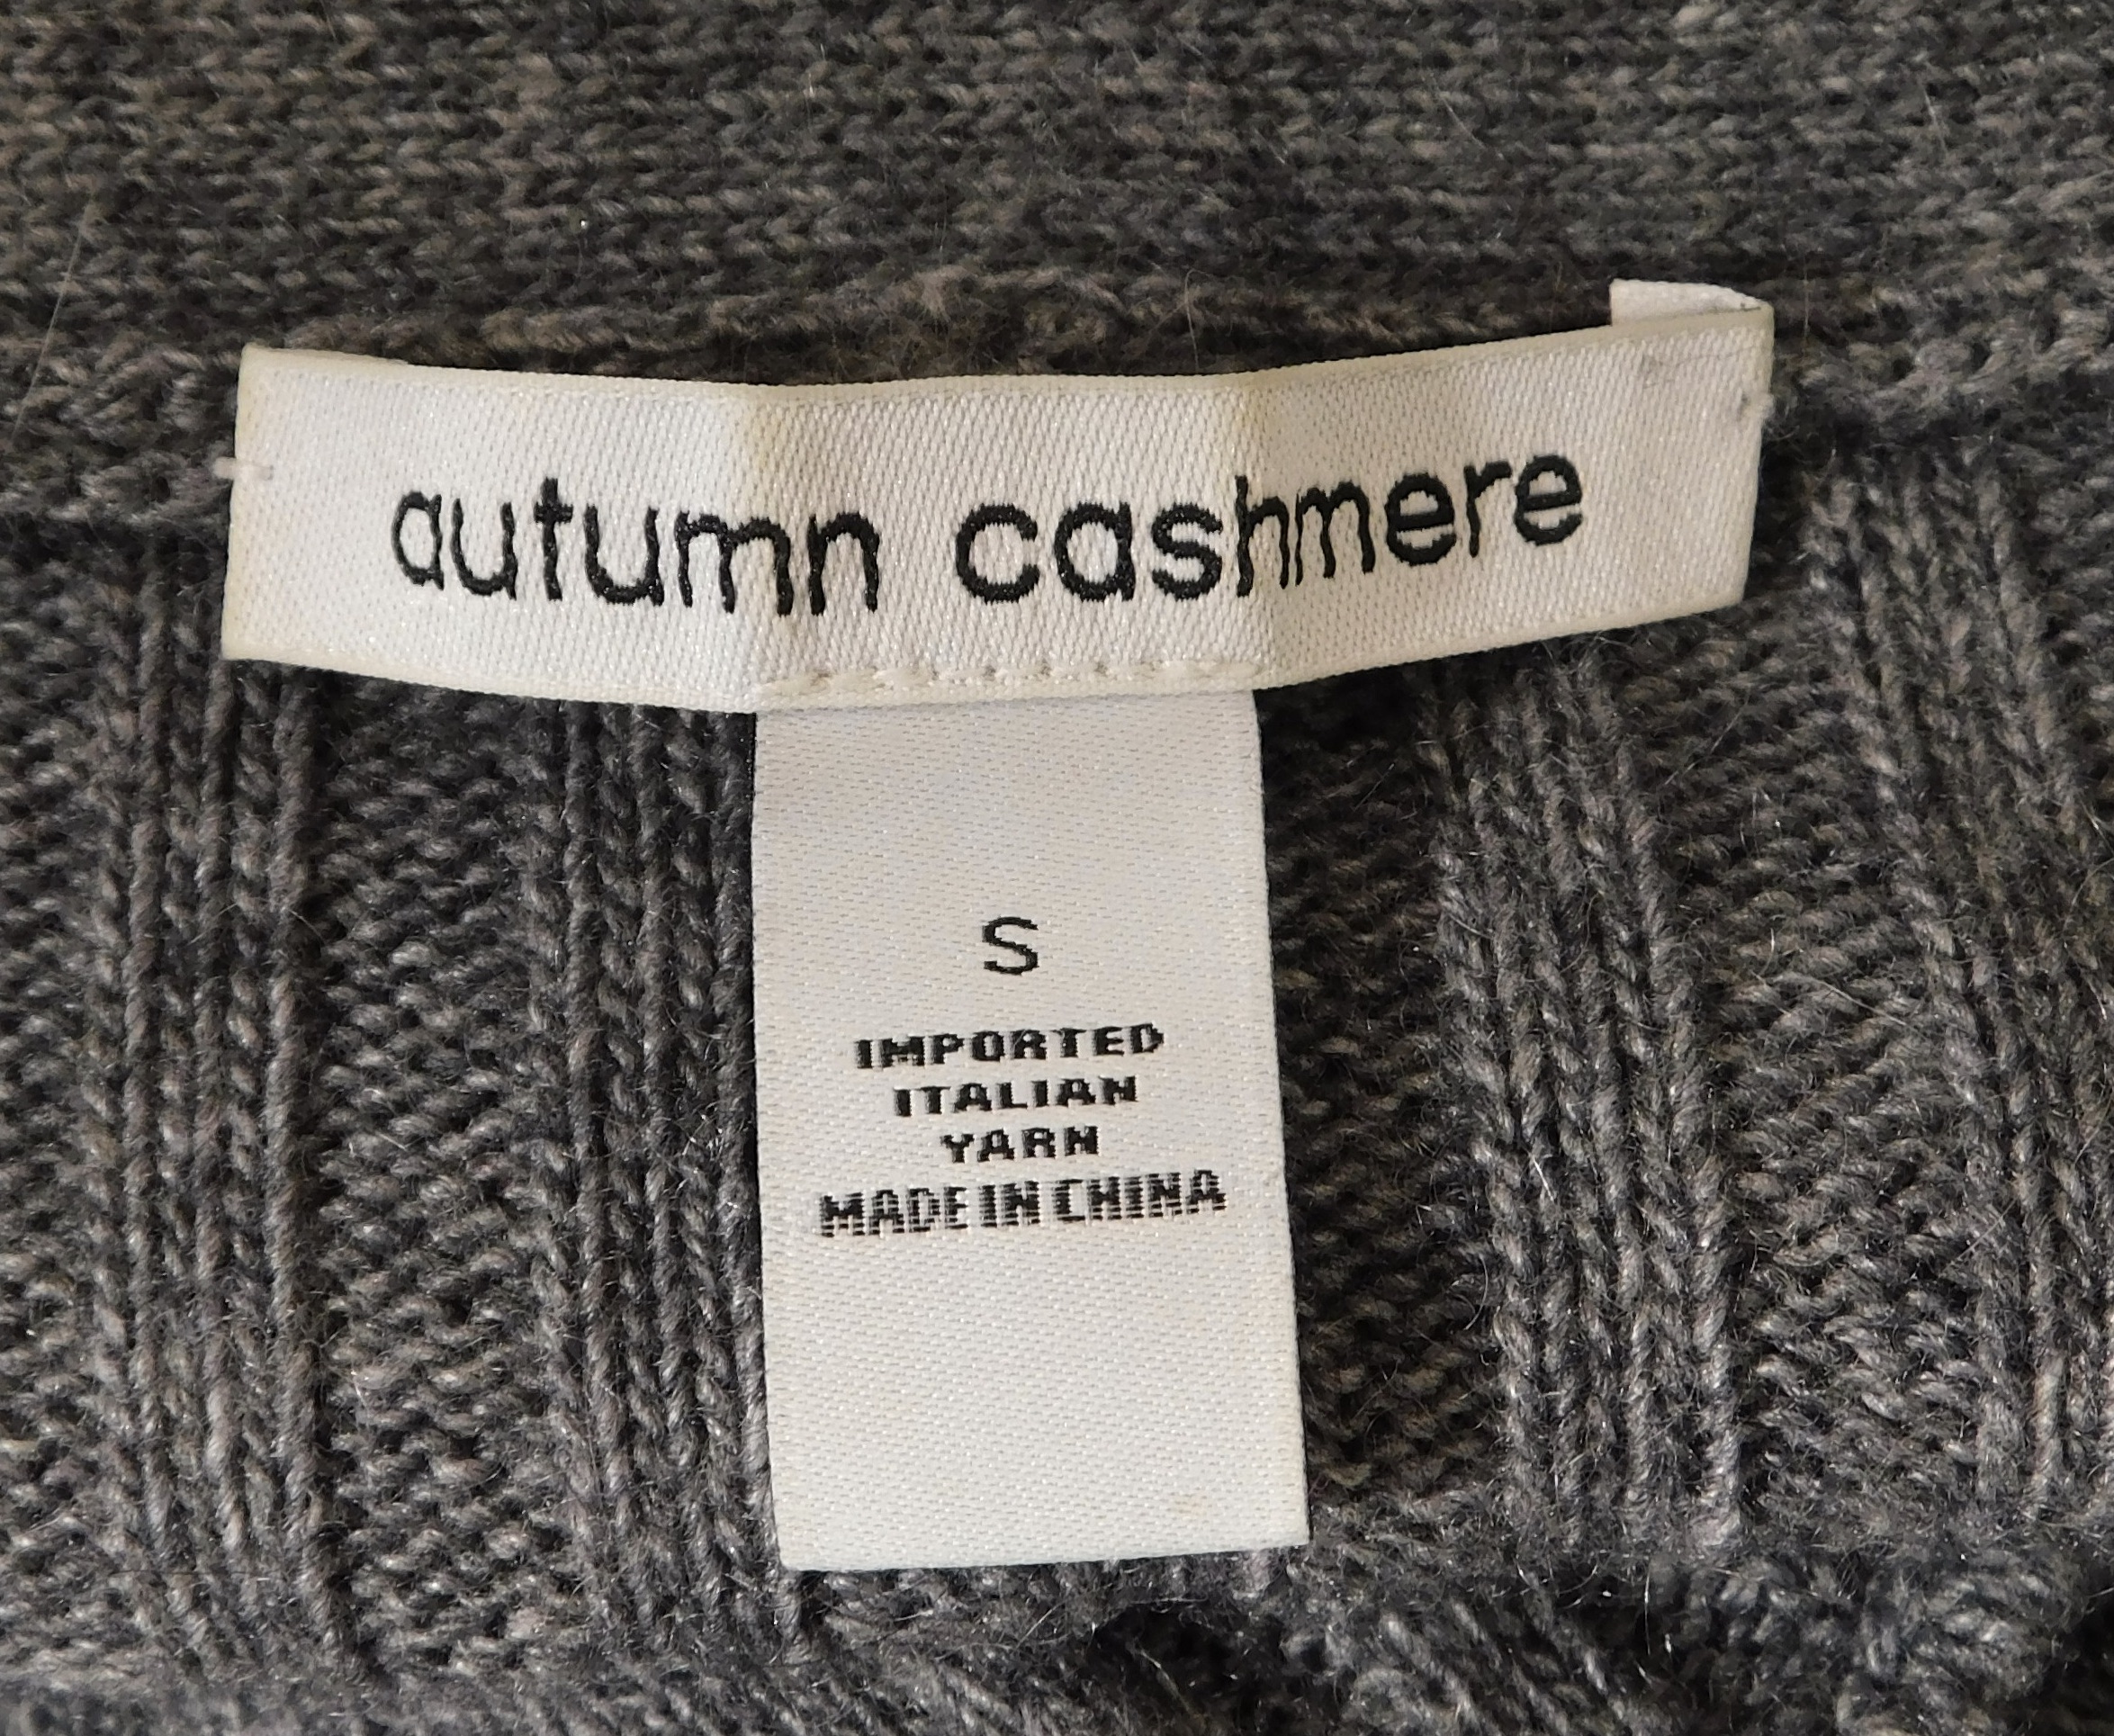 autumn cashmere
S
IMPORTED
ITALIAN
YARN
MADE IN CHINA